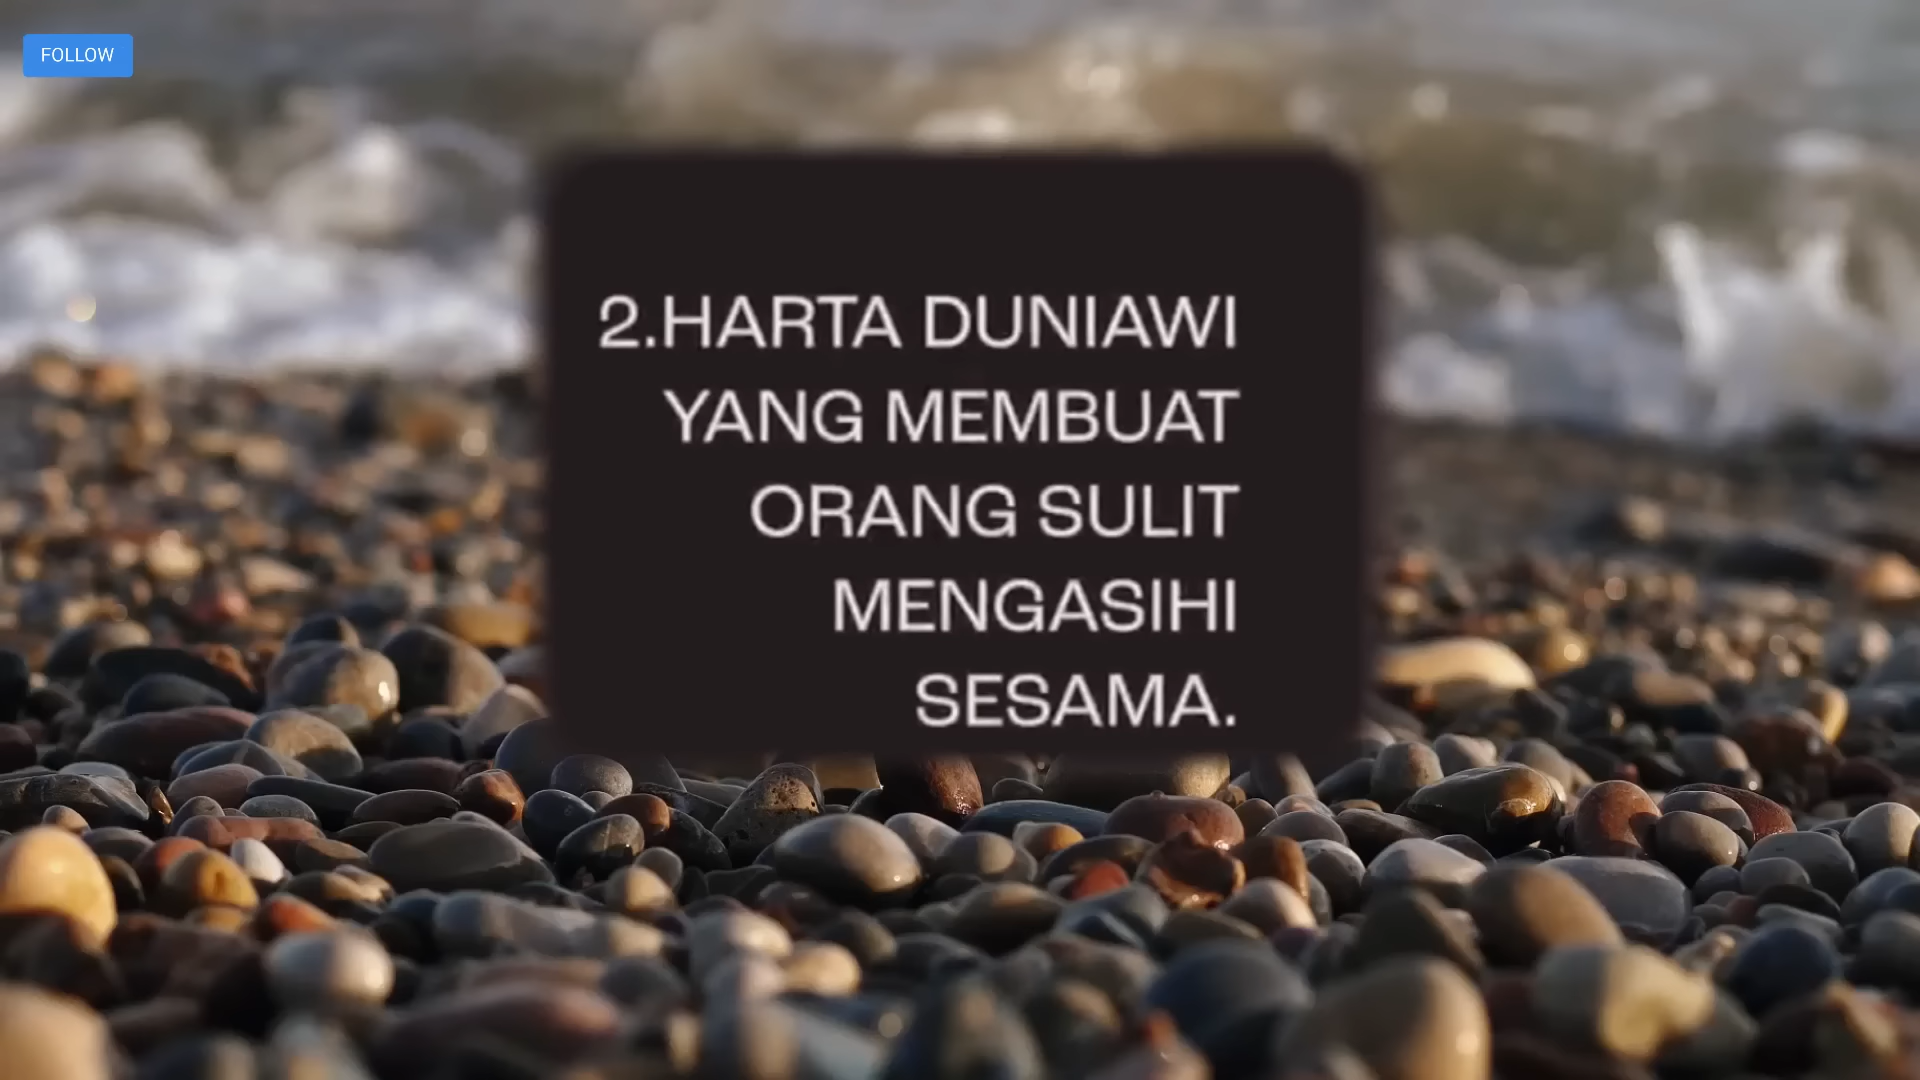 FOLLOW
2.HARTA DUNIAWI
YANG MEMBUAT
ORANG SULIT
MENGASIHI
SESAMA.